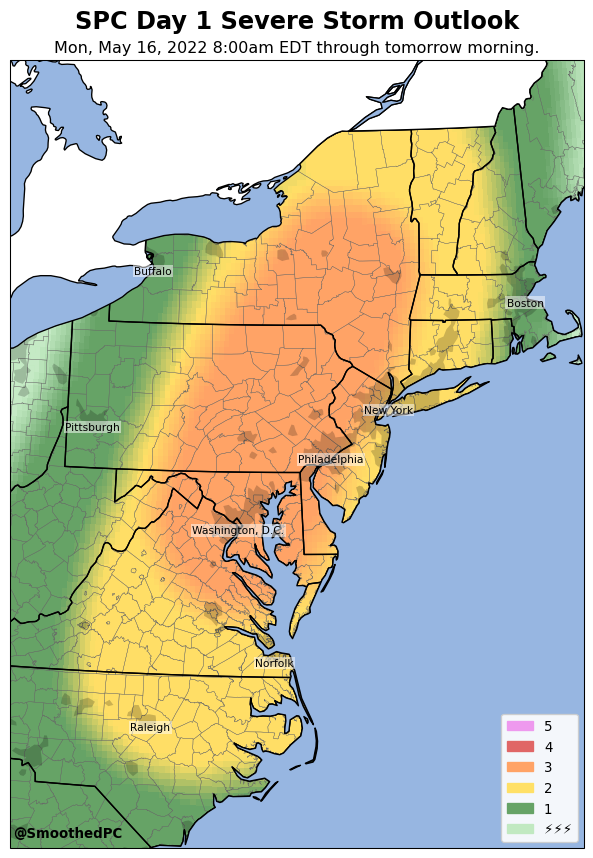 SPC Day 1 Severe Storm Outlook
Mon, May 16, 2022 8:00am EDT through tomorrow morning.
Buffalo
Boston
New York
Pittsburgh
Philadelphia
Washington, D.C.
Norfolk
Raleigh
5
4
3
2
1
⚡⚡⚡
@SmoothedPC